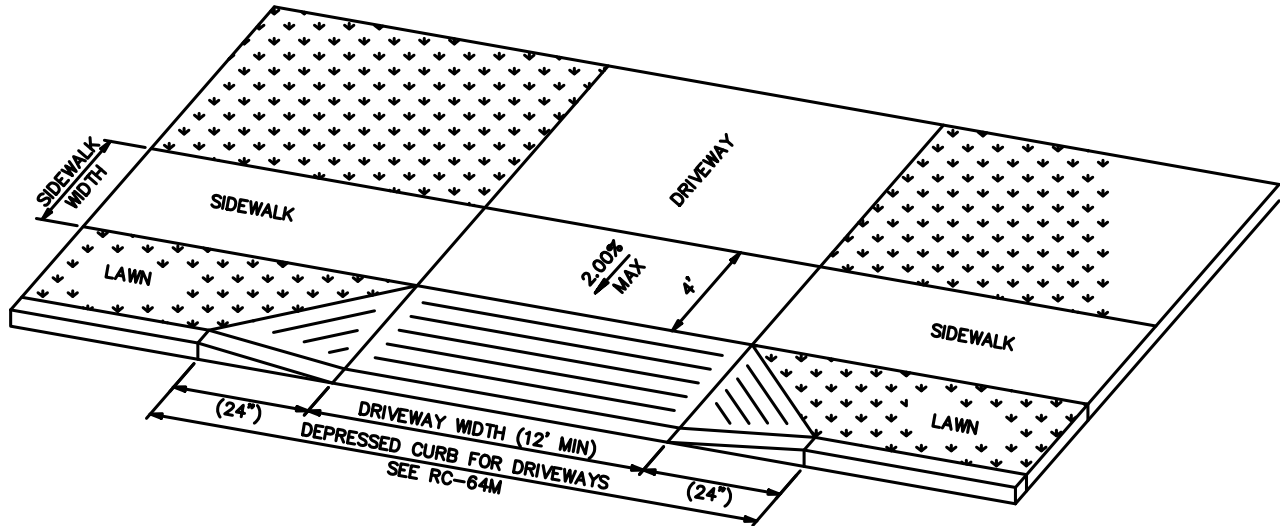 DRIVEWAY
SIDEWALK
WIDTH
SIDEWALK
2.00%
MAX
4'
LAWN
SIDEWALK
(24")
DRIVEWAY WIDTH (12' MIN)
LAWN
DEPRESSED CURB FOR DRIVEWAYS
SEE RC-64M
(24")